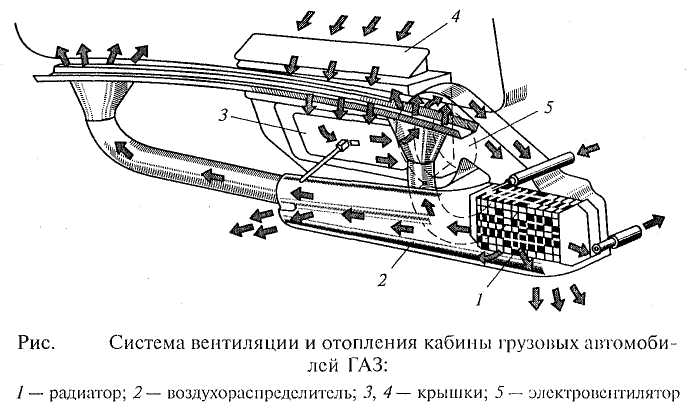 4
3
5
2
1
Рис. Система вентиляции и отопления кабины грузовых автомоби-
лей ГАЗ:
1 — радиатор; 2 — воздухораспределитель; 3, 4 — крышки; 5 — электровентилятор